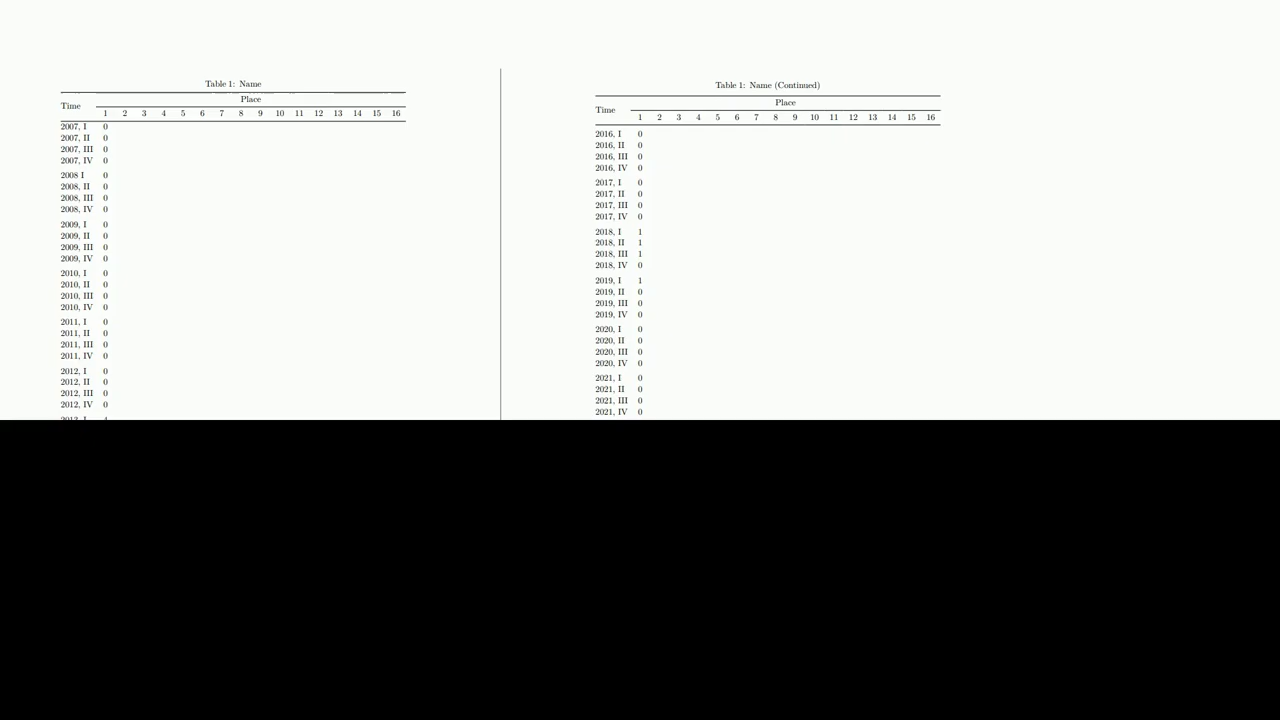 Table 1: Name
Place
Time
1 2 3 4 5 6 7 8 9 10 11 12 13 14 15 16
2007, I 0
2007, II 0
2007, III 0
2007, IV 0
2008 I 0
2008, II 0
2008, III 0
2008, IV 0
2009, I 0
2009, II 0
2009, III 0
2009, IV 0
2010, I 0
2010, II 0
2010, III 0
2010, IV 0
2011, I 0
2011, II 0
2011, III 0
2011, IV 0
2012, I 0
2012, II 0
2012, III 0
2012, IV 0
Table 1: Name (Continued)
Place
Time
1 2 3 4 5 6 7 8 9 10 11 12 13 14 15 16
2016, I 0
2016, II 0
2016, III 0
2016, IV 0
2017, I 0
2017, II 0
2017, III 0
2017, IV 0
2018, I 1
2018, II 1
2018, III 1
2018, IV 0
2019, I 1
2019, II 0
2019, III 0
2019, IV 0
2020, I 0
2020, II 0
2020, III 0
2020, IV 0
2021, I 0
2021, II 0
2021, III 0
2021, IV 0